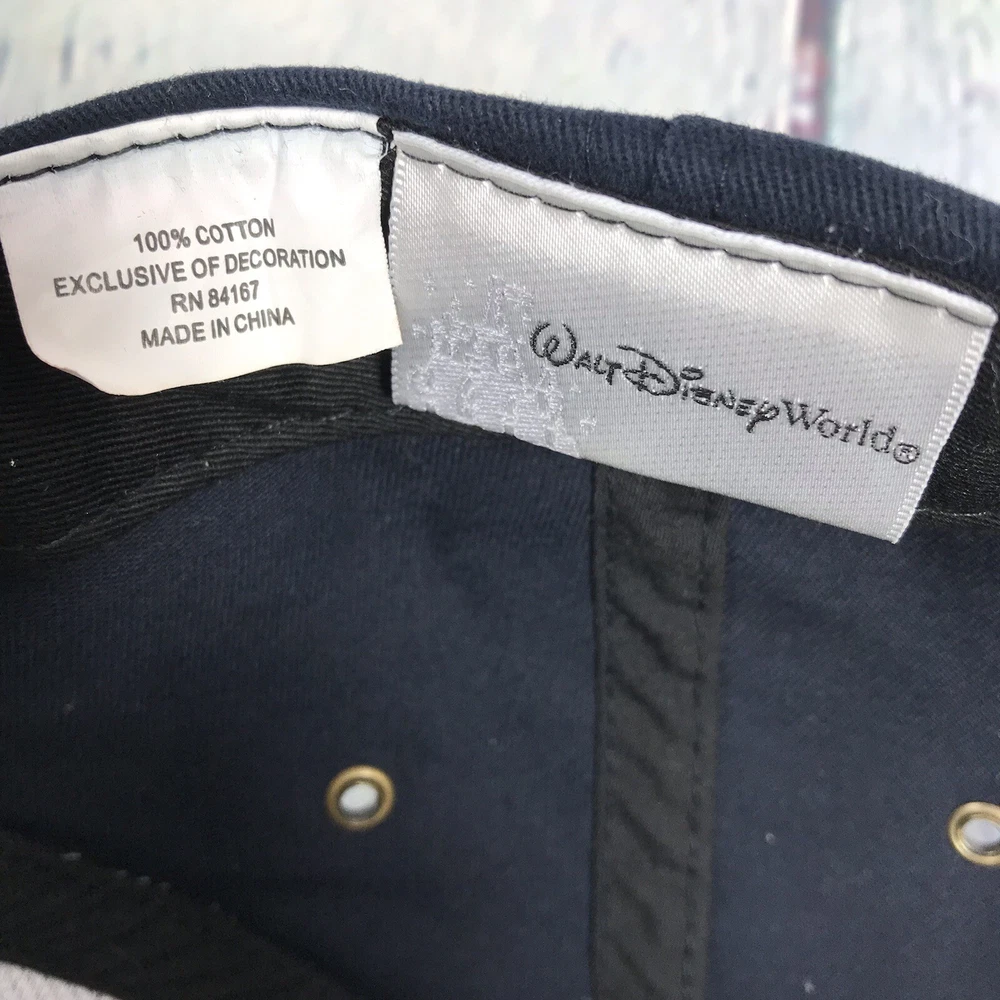 100% COTTON
EXCLUSIVE OF DECORATION
RN 84167
MADE IN CHINA
WALT DISNEY World®